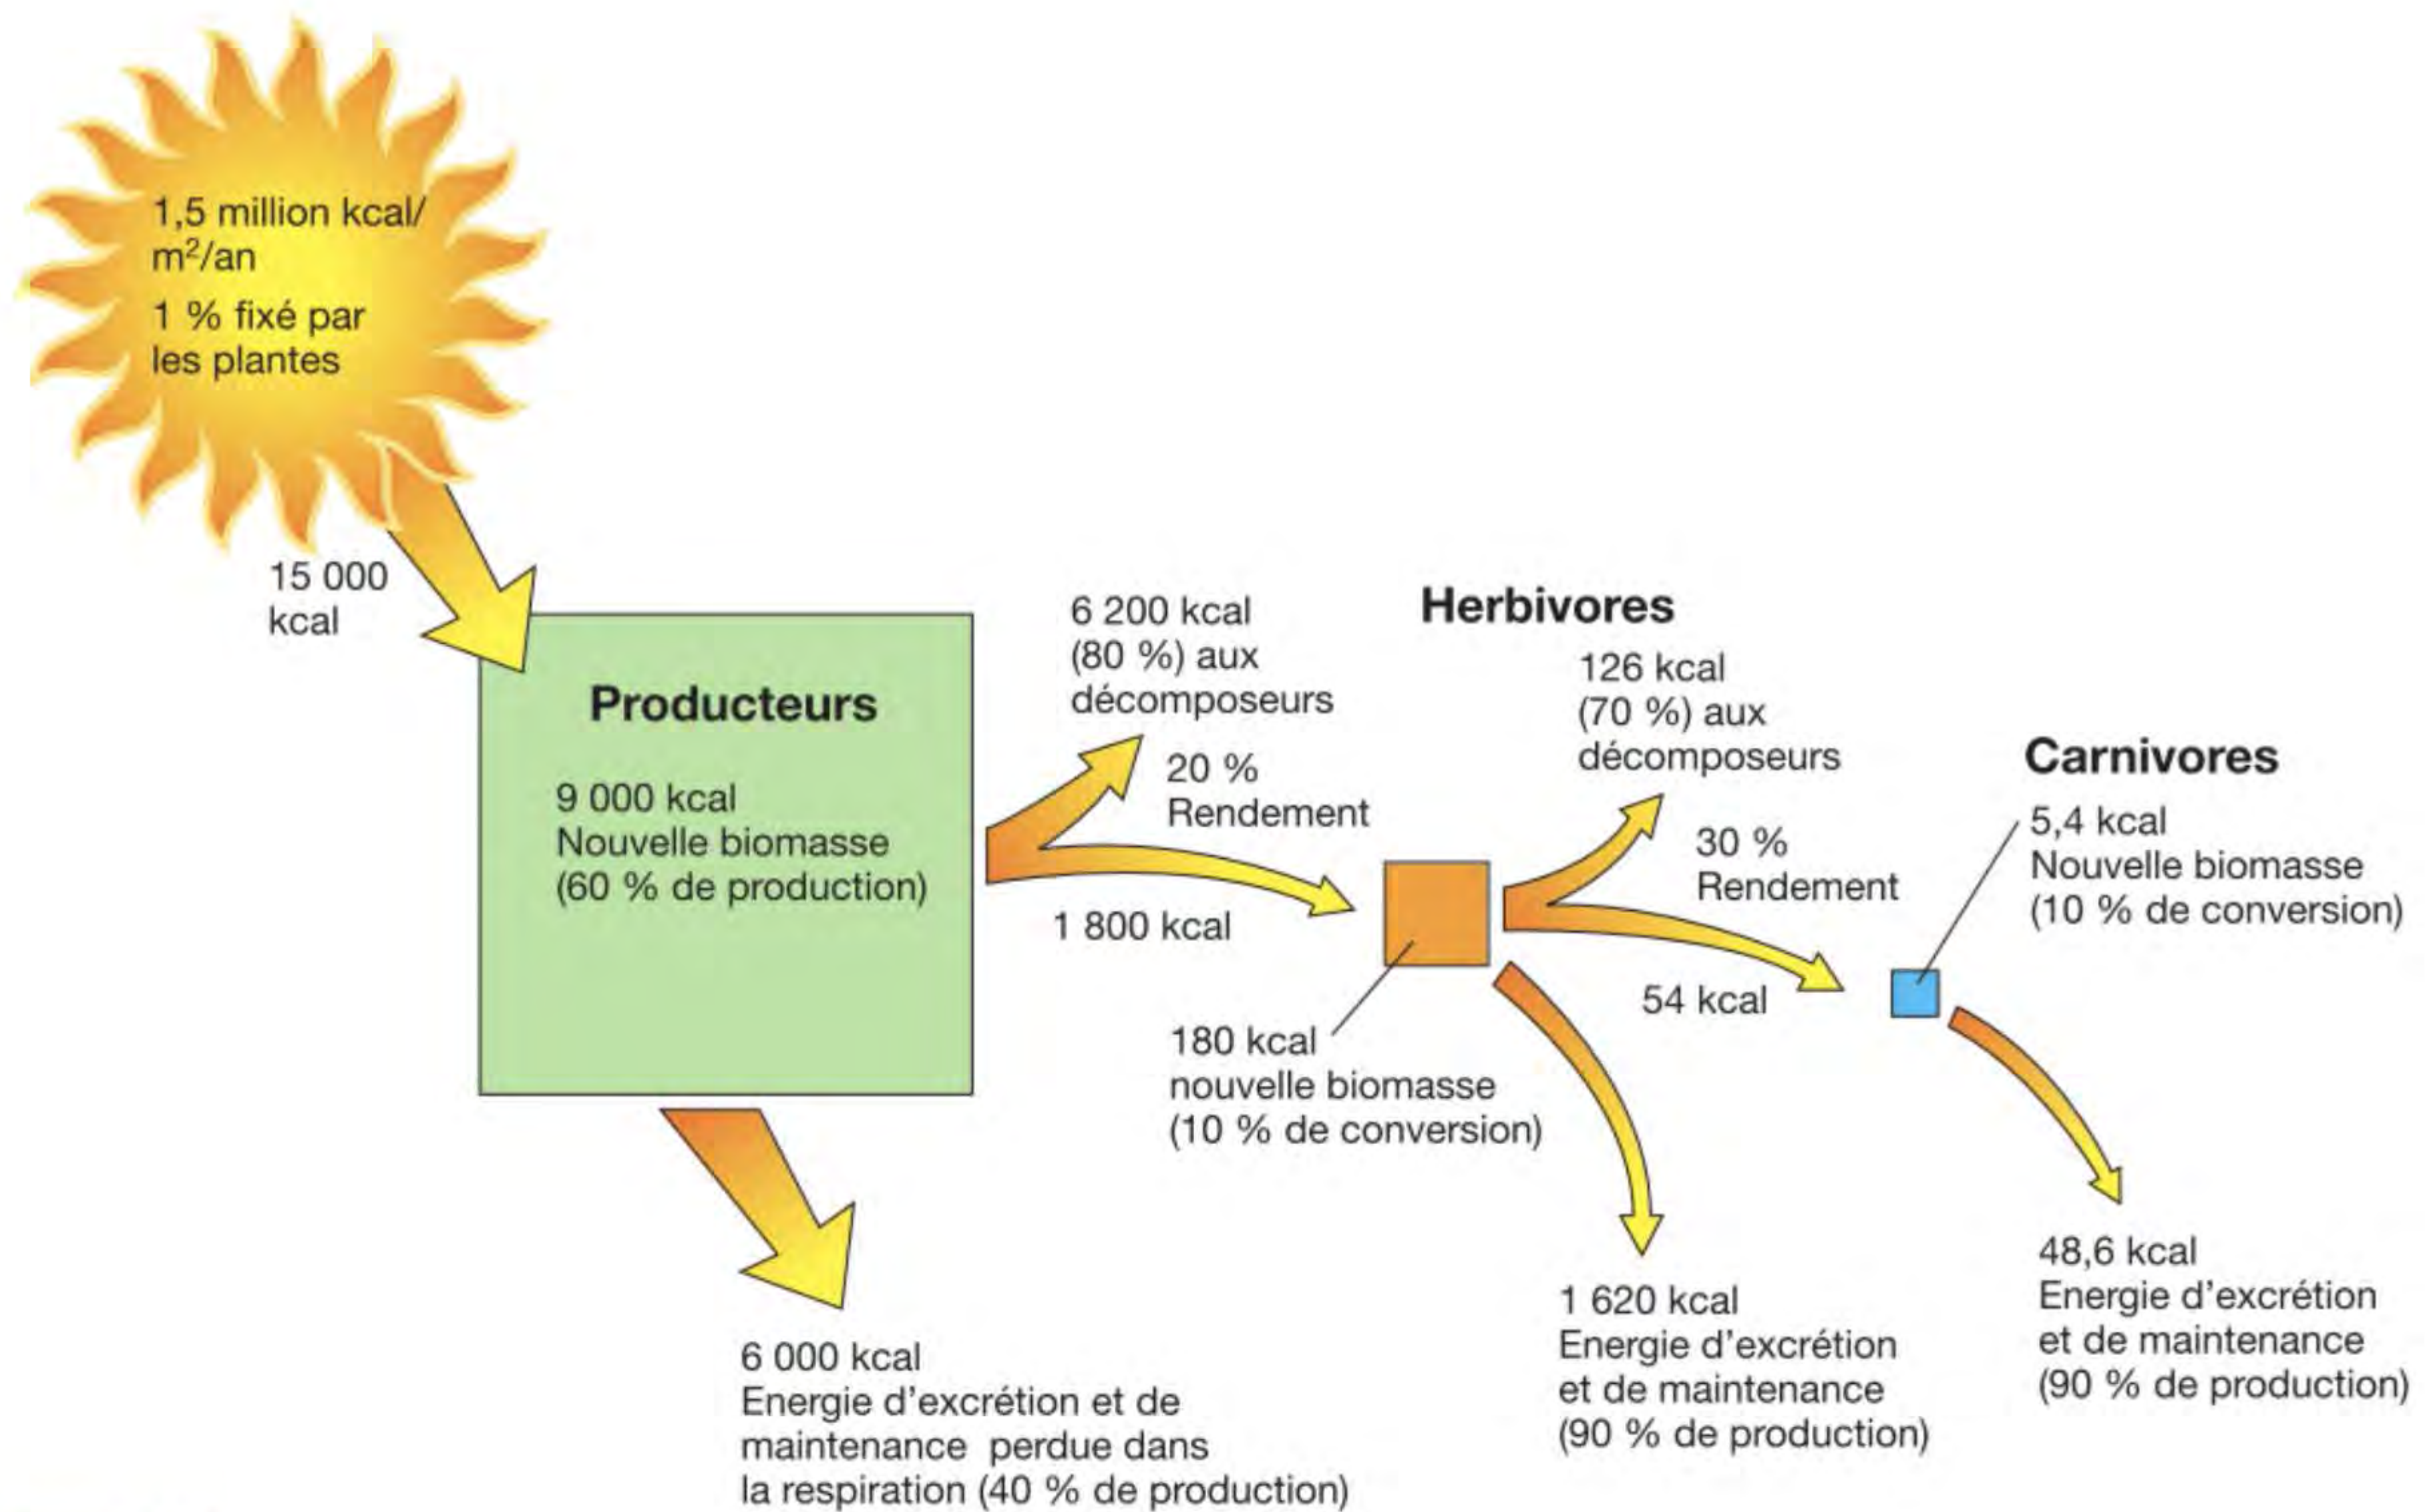 1,5 million kcal/
m²/an
1 % fixé par
les plantes
15 000
kcal
Producteurs
9 000 kcal
Nouvelle biomasse
(60 % de production)
6 000 kcal
Energie d'excrétion et de
maintenance perdue dans
la respiration (40 % de production)
6 200 kcal
(80 %) aux
décomposeurs
20 %
Rendement
1 800 kcal
Herbivores
180 kcal
nouvelle biomasse
(10 % de conversion)
126 kcal
(70 %) aux
décomposeurs
30 %
Rendement
54 kcal
1 620 kcal
Energie d'excrétion
et de maintenance
(90 % de production)
Carnivores
5,4 kcal
Nouvelle biomasse
(10 % de conversion)
48,6 kcal
Energie d'excrétion
et de maintenance
(90 % de production)